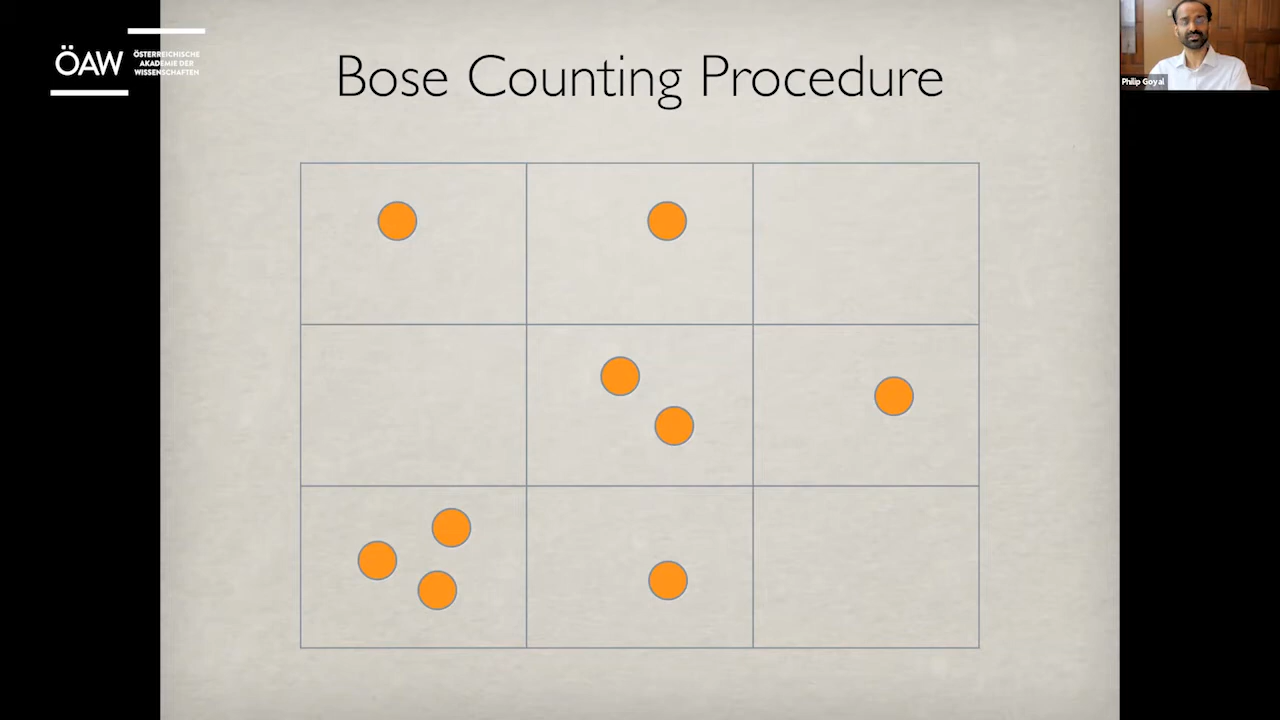 ÖAW
ÖSTERREICHISCHE
AKADEMIE DER
WISSENSCHAFTEN
Bose Counting Procedure
Philip Goyal